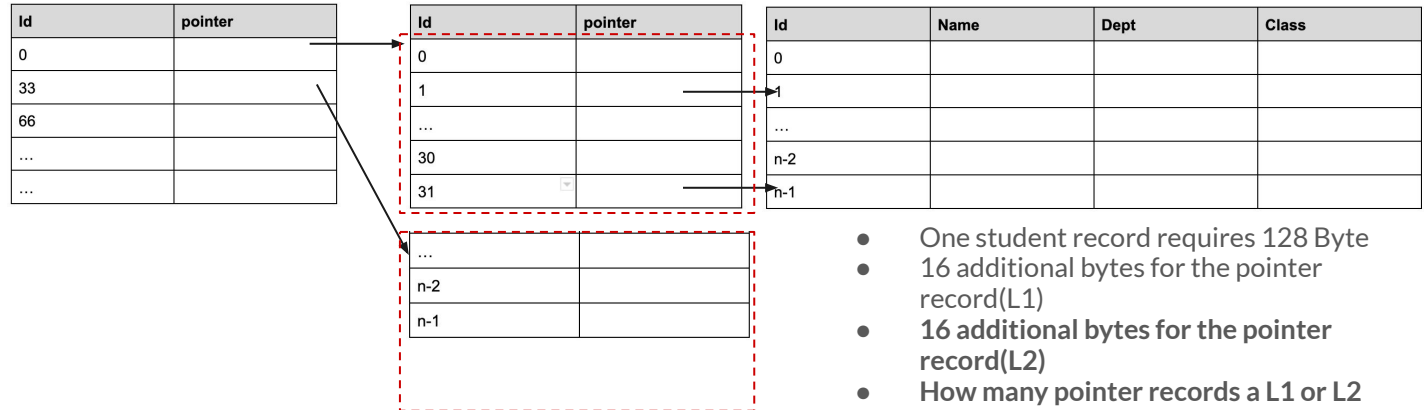 Id pointer
0
33
66
…
…
Id pointer
0
1
…
30
31
…
n-2
n-1
Id Name Dept Class
0
1
…
n-2
n-1
● One student record requires 128 Byte
● 16 additional bytes for the pointer
record(L1)
● 16 additional bytes for the pointer
record(L2)
● How many pointer records a L1 or L2